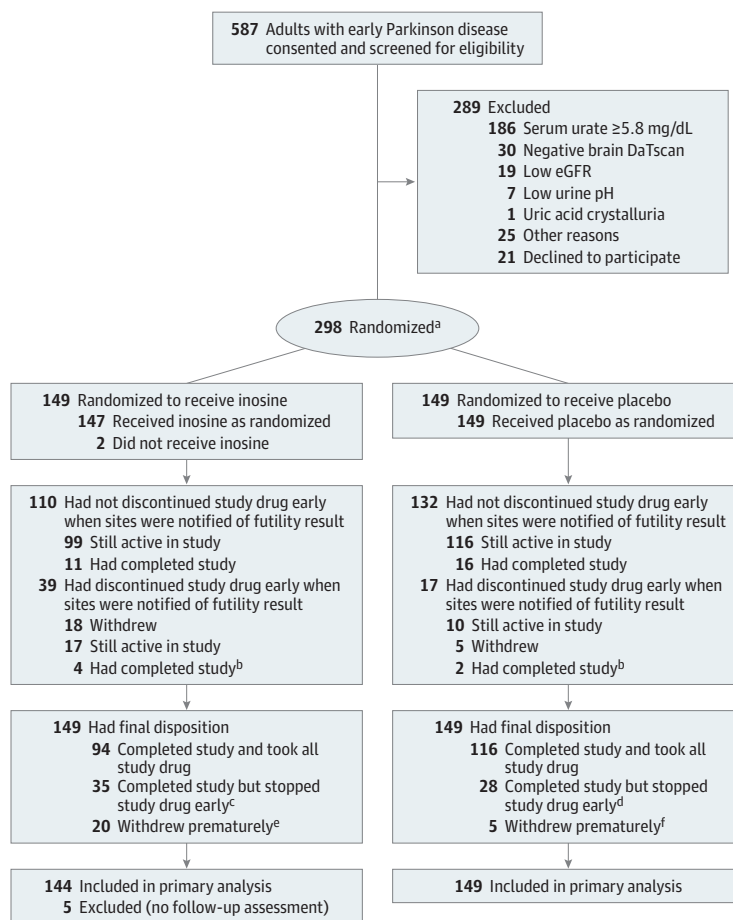 587 Adults with early Parkinson disease
consented and screened for eligibility
289 Excluded
186 Serum urate ≥5.8 mg/dL
30 Negative brain DaTscan
19 Low eGFR
7 Low urine pH
1 Uric acid crystalluria
25 Other reasons
21 Declined to participate
298 Randomizedᵃ
149 Randomized to receive inosine
147 Received inosine as randomized
2 Did not receive inosine
149 Randomized to receive placebo
149 Received placebo as randomized
110 Had not discontinued study drug early
when sites were notified of futility result
99 Still active in study
11 Had completed study
39 Had discontinued study drug early when
sites were notified of futility result
18 Withdrew
17 Still active in study
4 Had completed studyᵇ
132 Had not discontinued study drug early
when sites were notified of futility result
116 Still active in study
16 Had completed study
17 Had discontinued study drug early when
sites were notified of futility result
10 Still active in study
5 Withdrew
2 Had completed studyᵇ
149 Had final disposition
94 Completed study and took all
study drug
35 Completed study but stopped
study drug earlyᶜ
20 Withdrew prematurelyᵉ
149 Had final disposition
116 Completed study and took all
study drug
28 Completed study but stopped
study drug earlyᵈ
5 Withdrew prematurelyᶠ
144 Included in primary analysis
5 Excluded (no follow-up assessment)
149 Included in primary analysis